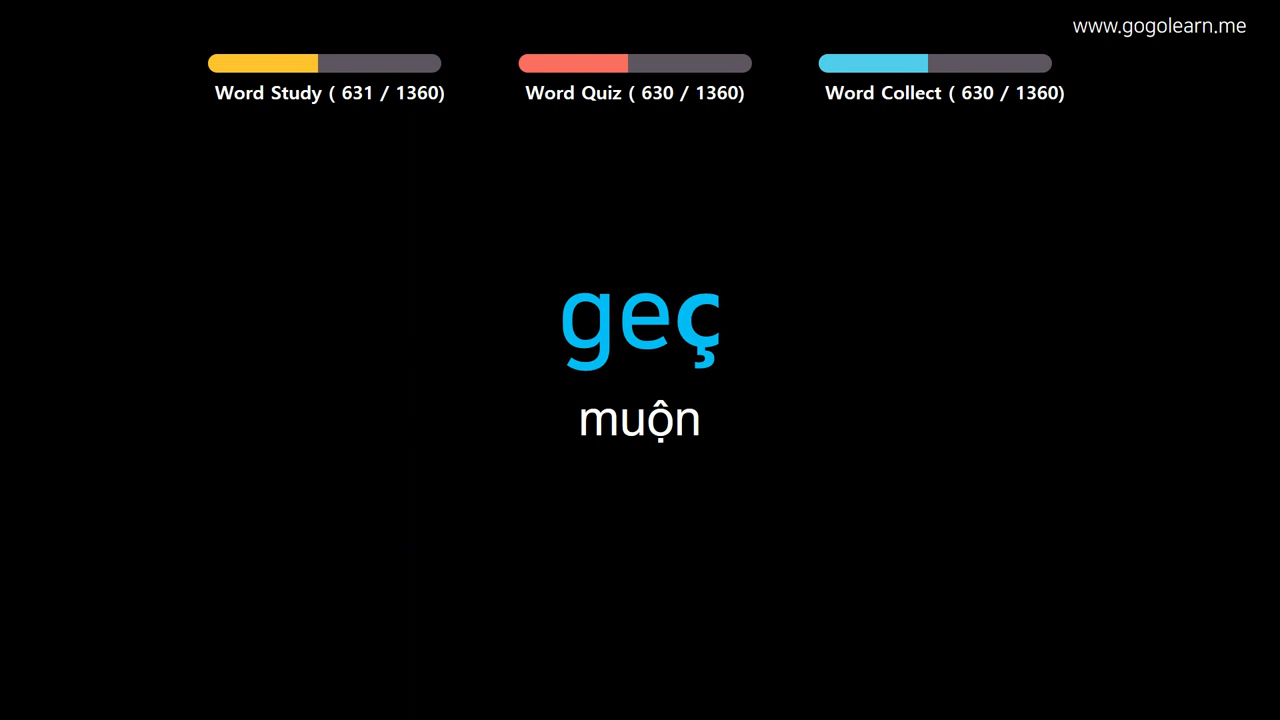 www.gogolearn.me
Word Study ( 631 / 1360)
Word Quiz ( 630 / 1360)
Word Collect ( 630 / 1360)
geç
muộn